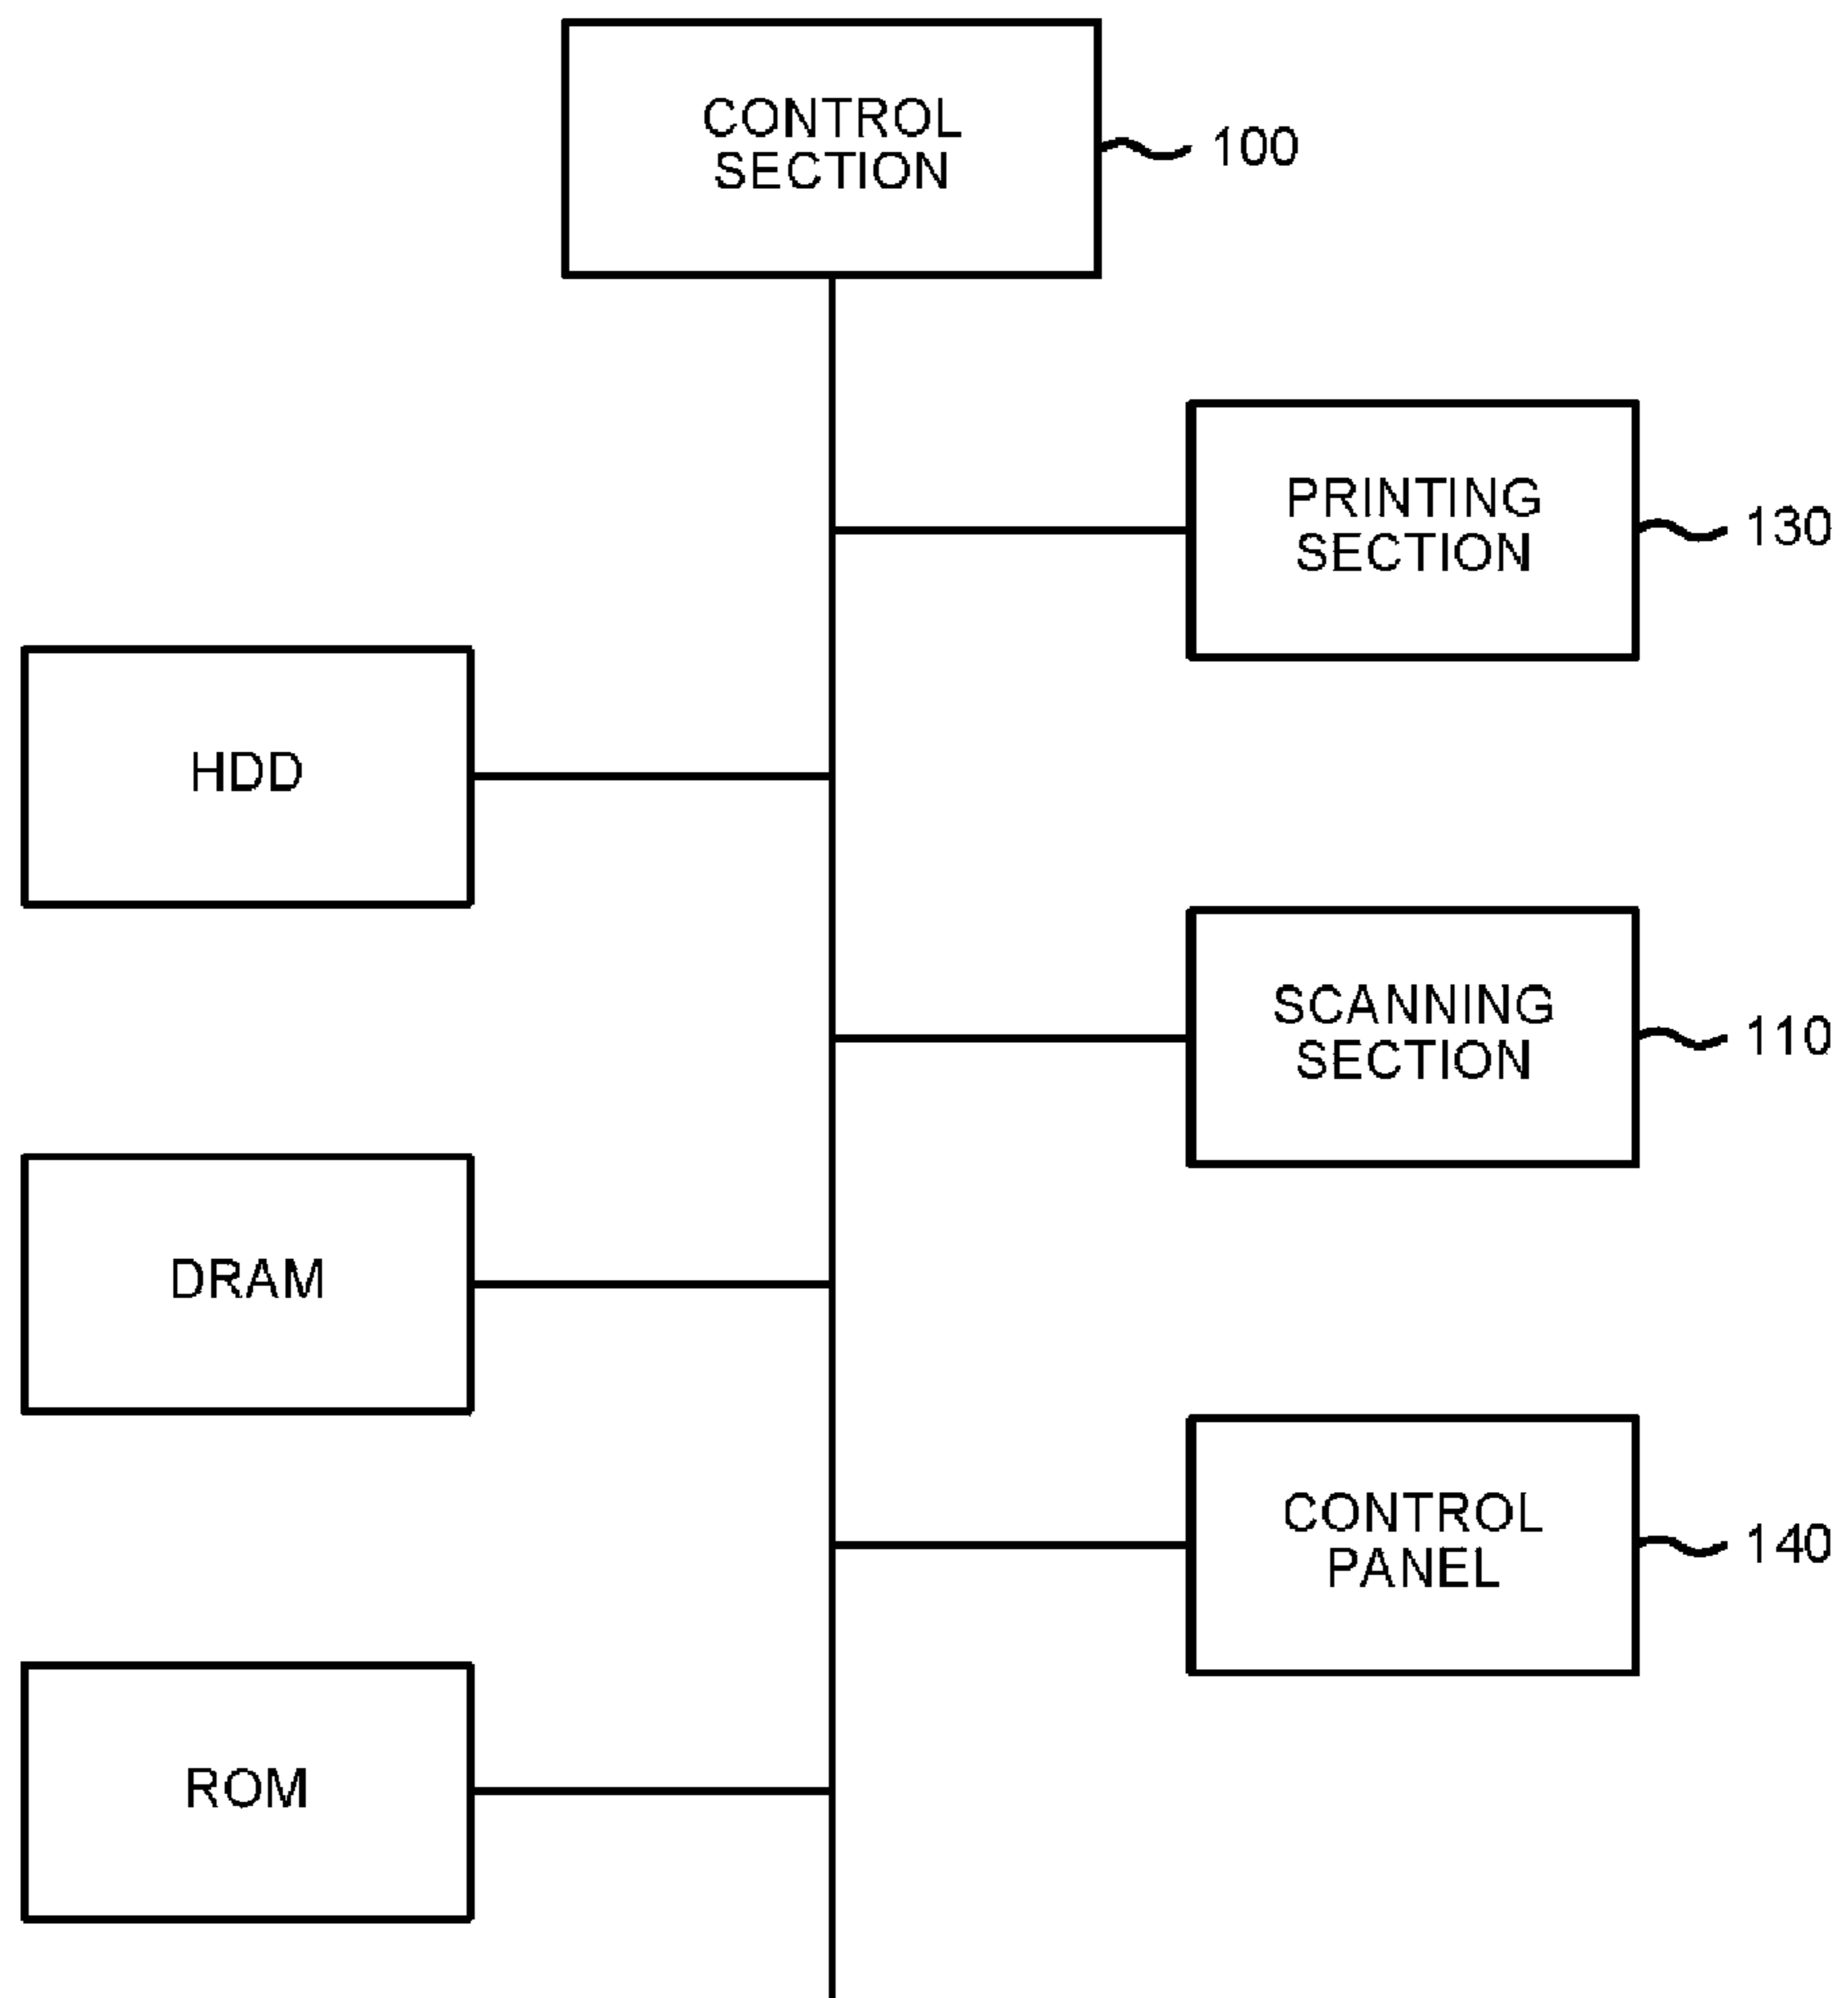 CONTROL
SECTION
100
PRINTING
SECTION
130
HDD
SCANNING
SECTION
110
DRAM
CONTROL
PANEL
140
ROM